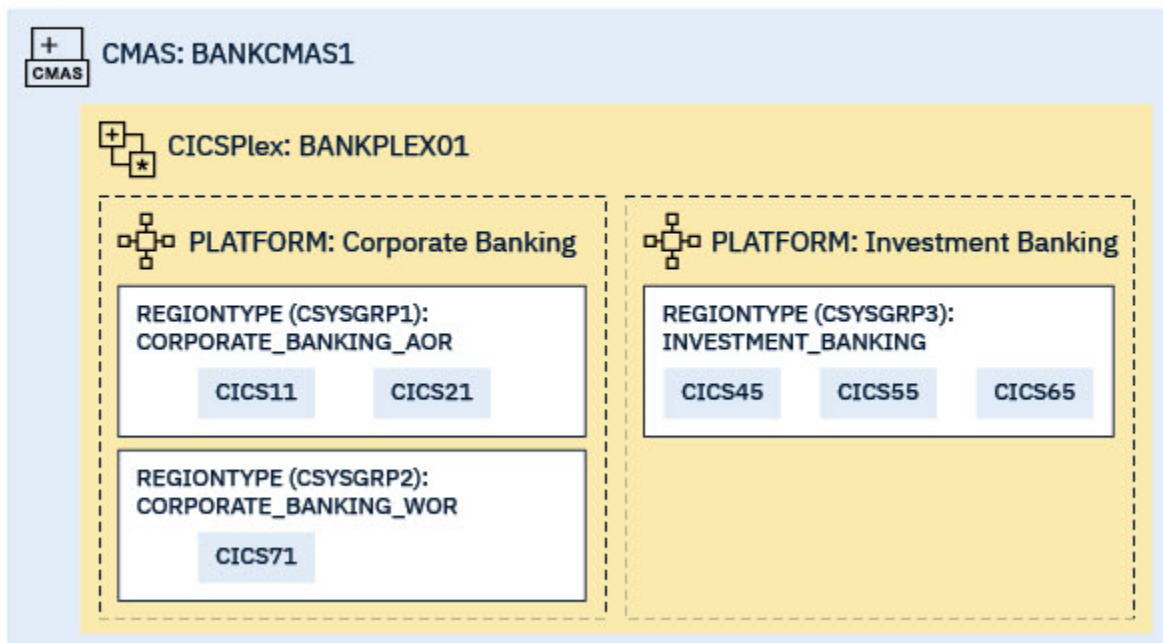 +
CMAS
CMAS: BANKCMAS1
+
*
CICSPlex: BANKPLEX01
PLATFORM: Corporate Banking
REGIONTYPE (CSYSGRP1):
CORPORATE_BANKING_AOR
CICS11 CICS21
REGIONTYPE (CSYSGRP2):
CORPORATE_BANKING_WOR
CICS71
PLATFORM: Investment Banking
REGIONTYPE (CSYSGRP3):
INVESTMENT_BANKING
CICS45 CICS55 CICS65